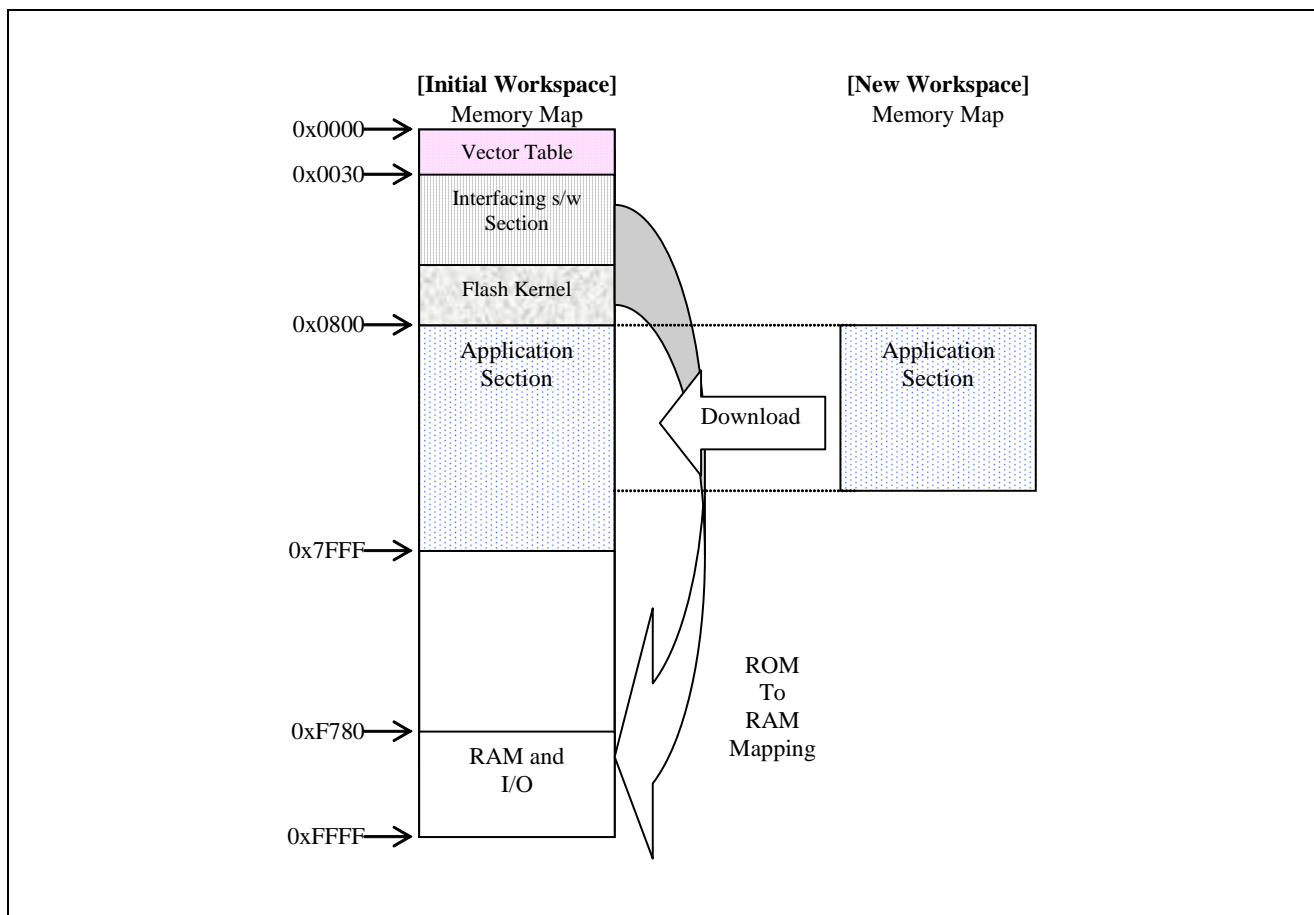 [Initial Workspace]
Memory Map
[New Workspace]
Memory Map
0x0000
Vector Table
0x0030
Interfacing s/w
Section
Flash Kernel
0x0800
Application
Section
Application
Section
Download
0x7FFF
ROM
To
RAM
Mapping
0xF780
RAM and
I/O
0xFFFF